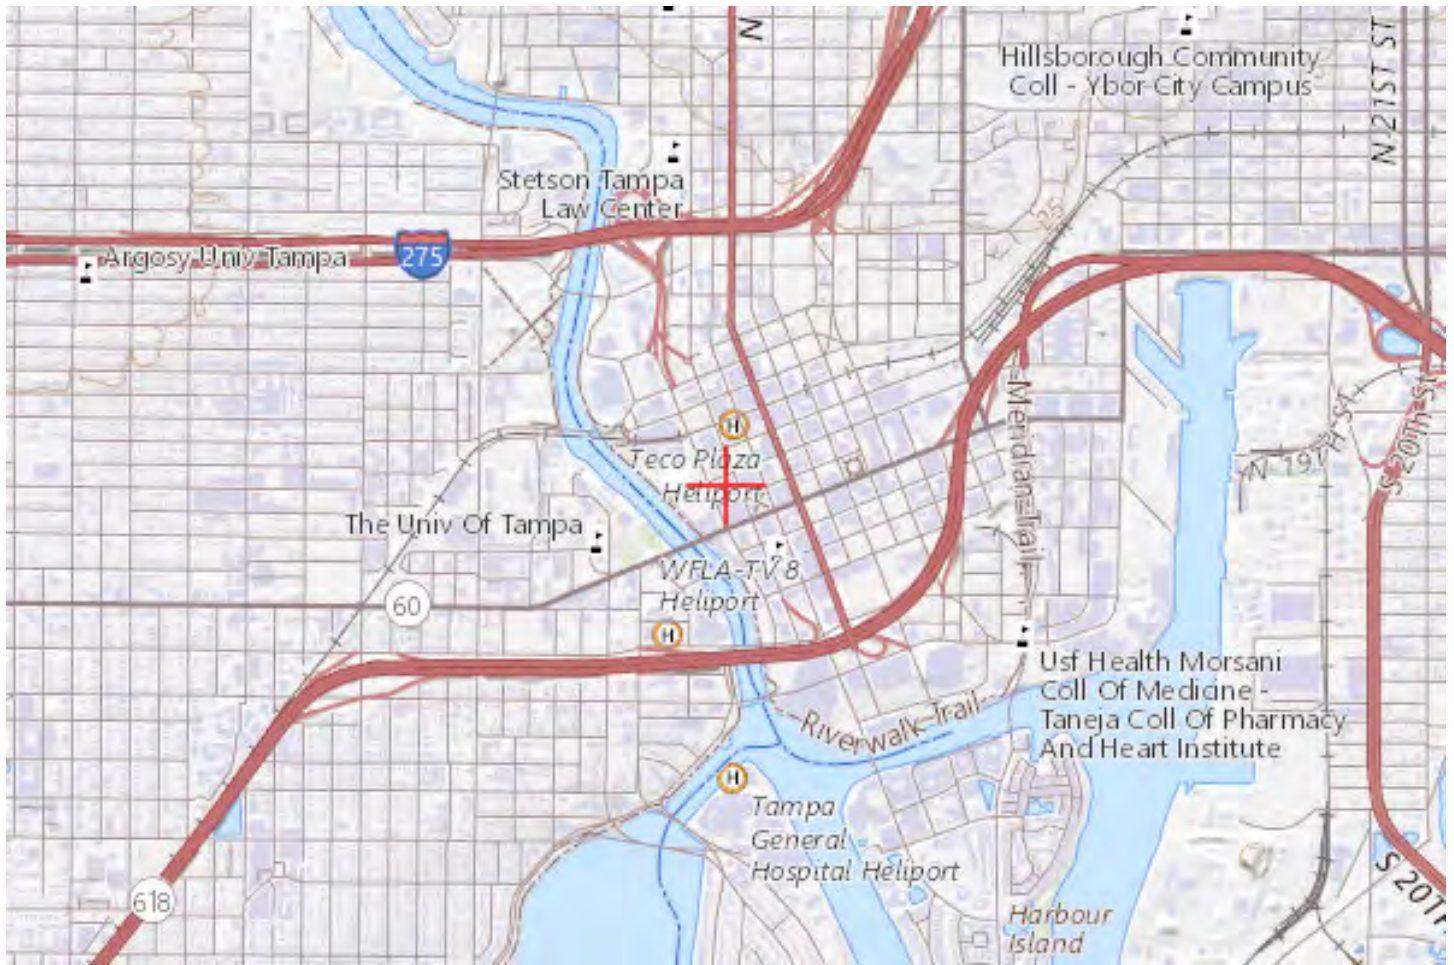 N
Hillsborough Community
Coll - Ybor City Campus
N 21ST ST
Stetson Tampa
Law Center
25
Argosy Univ Tampa
275
Meridian Trail
N 19TH ST
S 20TH St
H
Teco Plaza
Heliport
The Univ Of Tampa
WFLA-TV 8
Heliport
60
H
Usf Health Morsani
Coll Of Medicine -
Taneja Coll Of Pharmacy
And Heart Institute
Riverwalk Trail
H
Tampa
General
Hospital Heliport
S 20TH
618
Harbour
Island